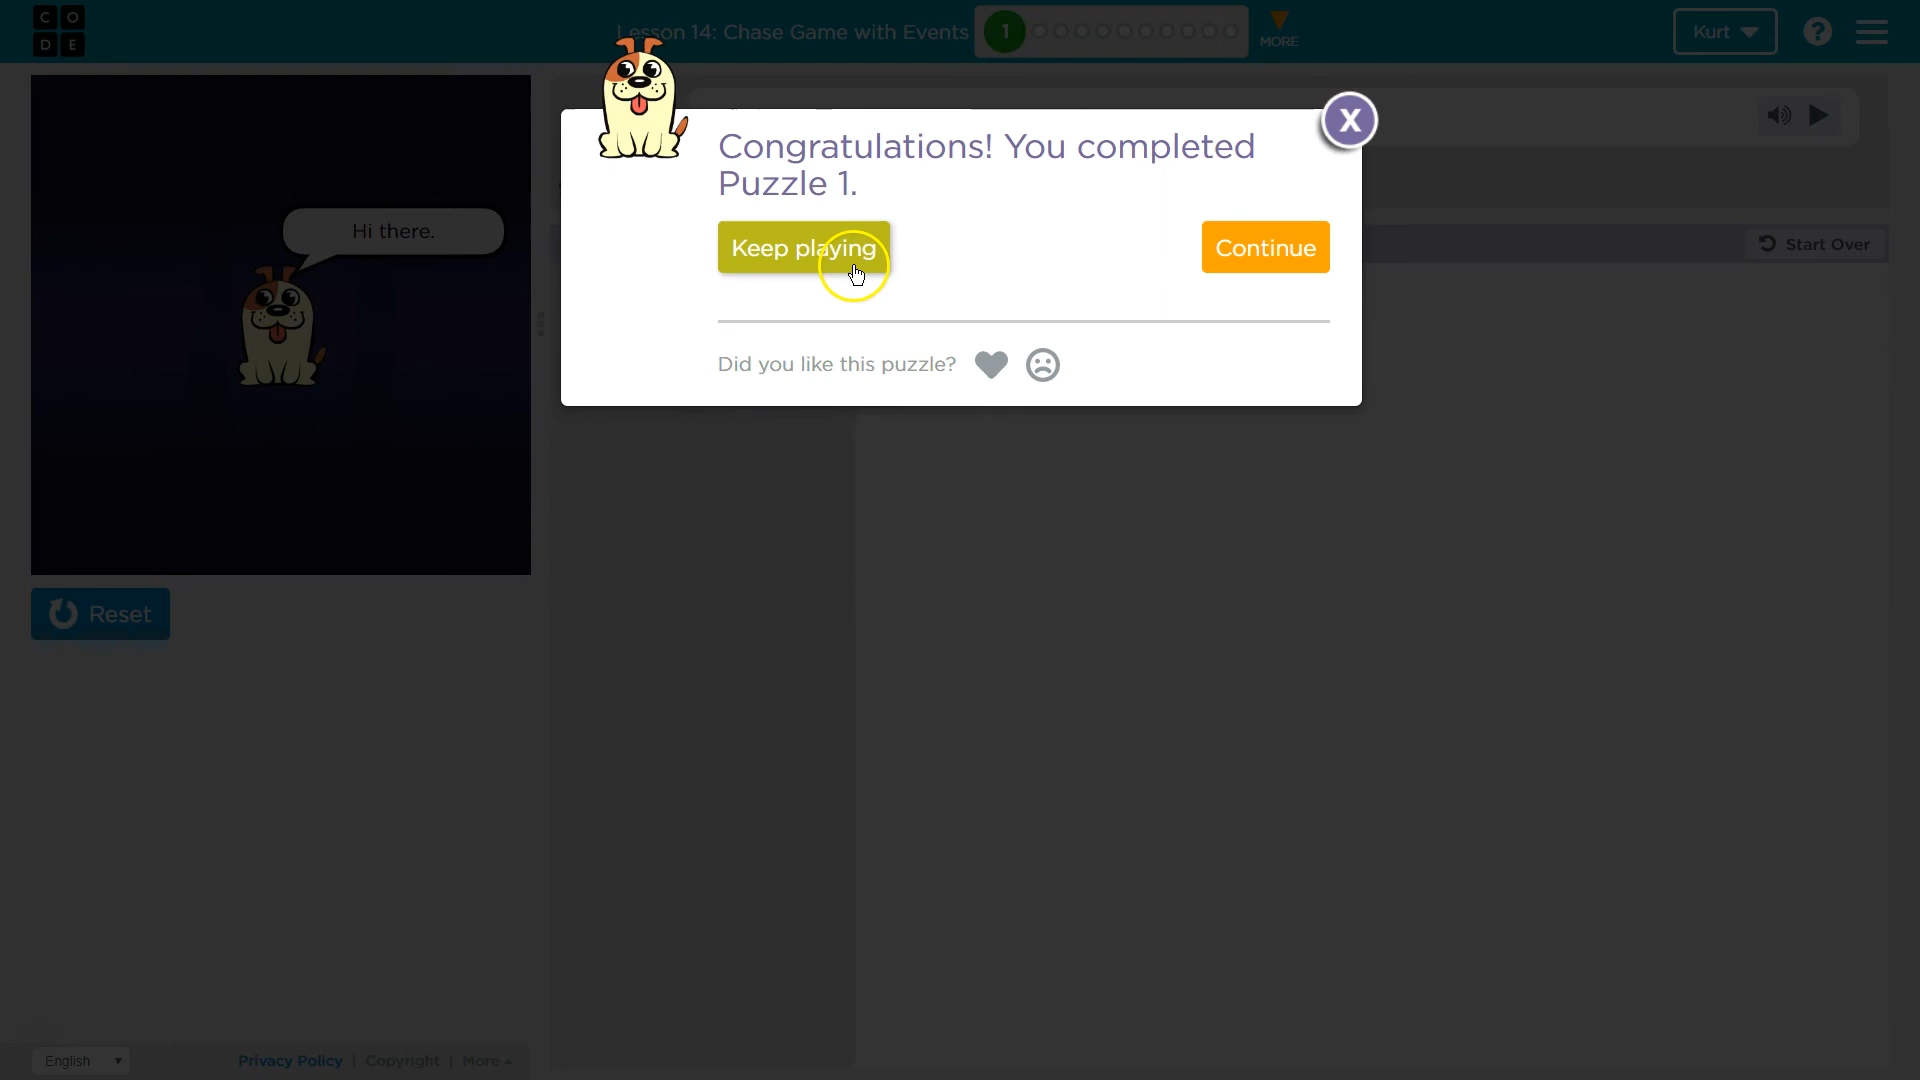 C O
D E
Lesson 14: Chase Game with Events
1
MORE
Kurt
?
Congratulations! You completed
Puzzle 1.
X
Keep playing
Continue
Hi there.
Start Over
Did you like this puzzle?
Reset
English
Privacy Policy | Copyright | More